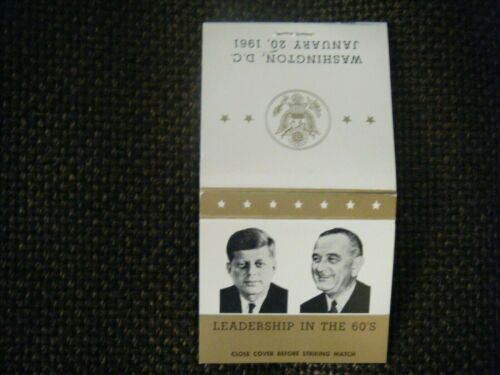 WASHINGTON, D.C.
JANUARY 20, 1961
LEADERSHIP IN THE 60'S
CLOSE COVER BEFORE STRIKING MATCH